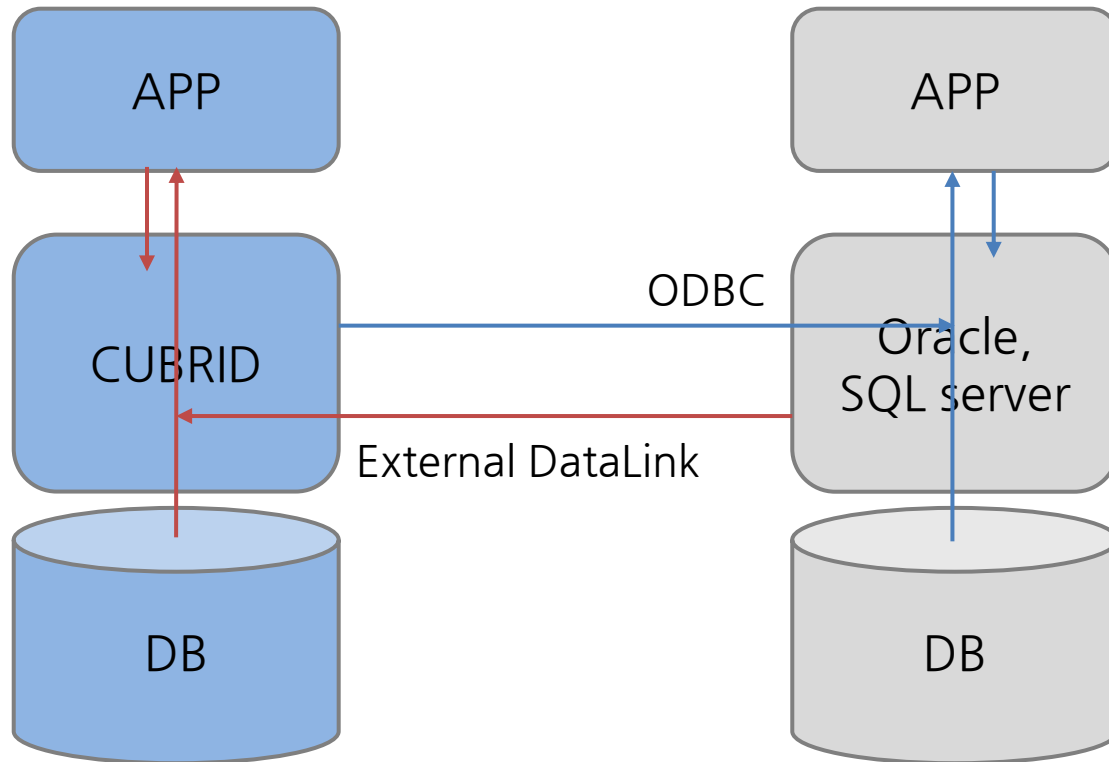 APP
APP
ODBC
CUBRID
Oracle,
SQL server
External DataLink
DB
DB